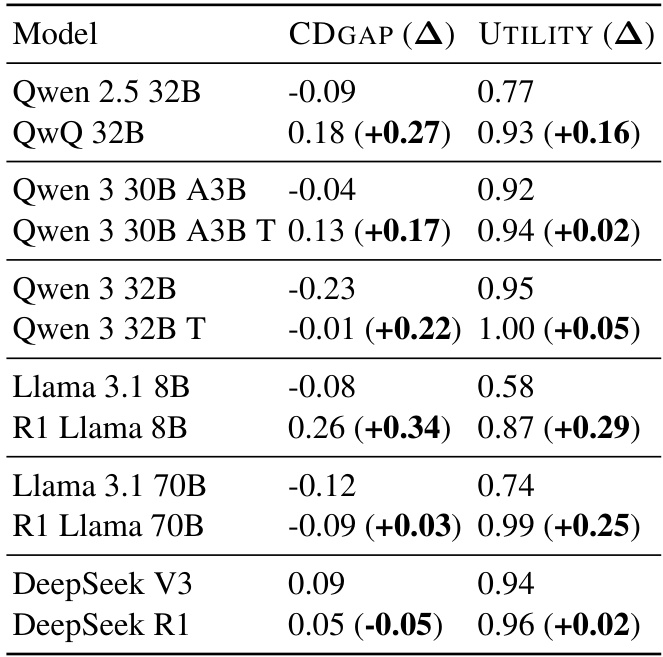 Model CDGAP (Δ) UTILITY (Δ)
Qwen 2.5 32B -0.09 0.77
QwQ 32B 0.18 (+0.27) 0.93 (+0.16)
Qwen 3 30B A3B -0.04 0.92
Qwen 3 30B A3B T 0.13 (+0.17) 0.94 (+0.02)
Qwen 3 32B -0.23 0.95
Qwen 3 32B T -0.01 (+0.22) 1.00 (+0.05)
Llama 3.1 8B -0.08 0.58
R1 Llama 8B 0.26 (+0.34) 0.87 (+0.29)
Llama 3.1 70B -0.12 0.74
R1 Llama 70B -0.09 (+0.03) 0.99 (+0.25)
DeepSeek V3 0.09 0.94
DeepSeek R1 0.05 (-0.05) 0.96 (+0.02)